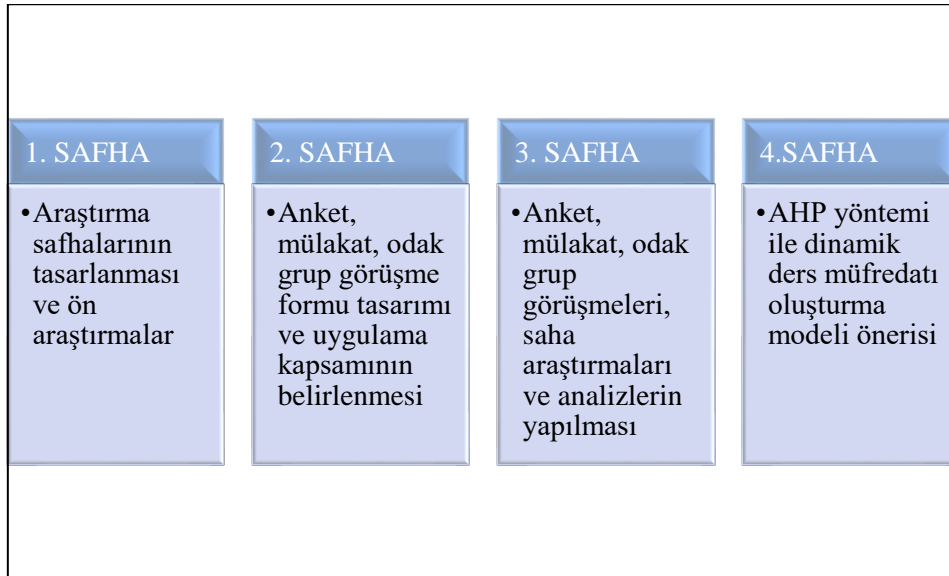 1. SAFHA
•Araştırma
safhalarının
tasarlanması
ve ön
araştırmalar
2. SAFHA
•Anket,
mülakat, odak
grup görüşme
formu tasarımı
ve uygulama
kapsamının
belirlenmesi
3. SAFHA
•Anket,
mülakat, odak
grup
görüşmeleri,
saha
araştırmaları
ve analizlerin
yapılması
4.SAFHA
•AHP yöntemi
ile dinamik
ders müfredatı
oluşturma
modeli önerisi